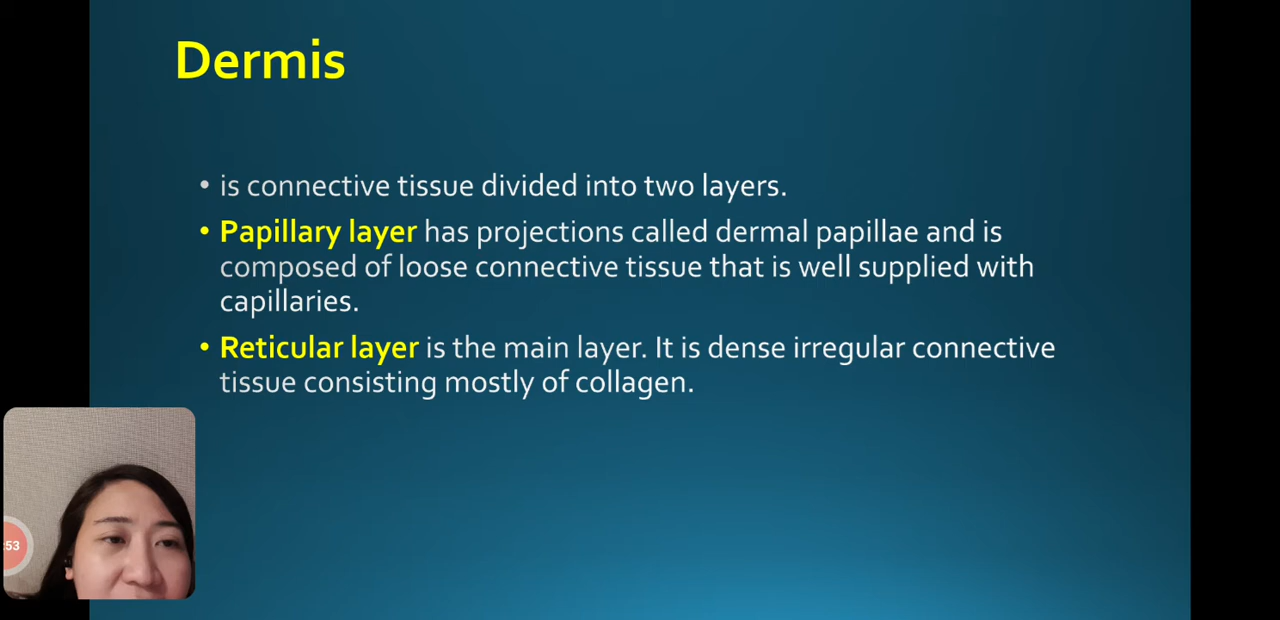 Dermis
• is connective tissue divided into two layers.
• Papillary layer has projections called dermal papillae and is
composed of loose connective tissue that is well supplied with
capillaries.
• Reticular layer is the main layer. It is dense irregular connective
tissue consisting mostly of collagen.
:53